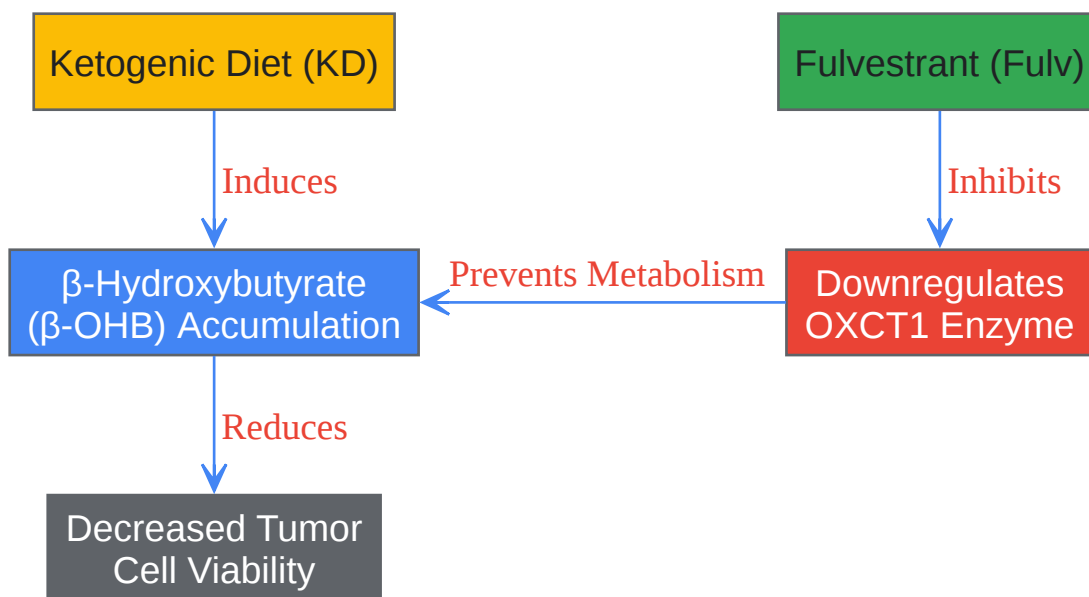 Ketogenic Diet (KD)
Fulvestrant (Fulv)
Induces
Inhibits
β-Hydroxybutyrate
(β-OHB) Accumulation
Prevents Metabolism
Downregulates
OXCT1 Enzyme
Reduces
Decreased Tumor
Cell Viability